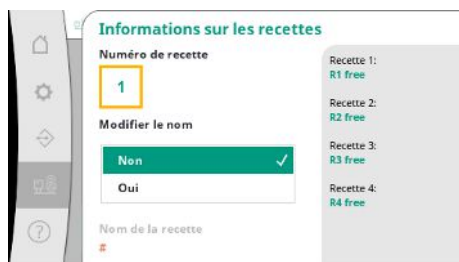 Informations sur les recettes
Numéro de recette
1
Modifier le nom
Non
Oui
Nom de la recette
#
Recette 1:
R1 free
Recette 2:
R2 free
Recette 3:
R3 free
Recette 4:
R4 free